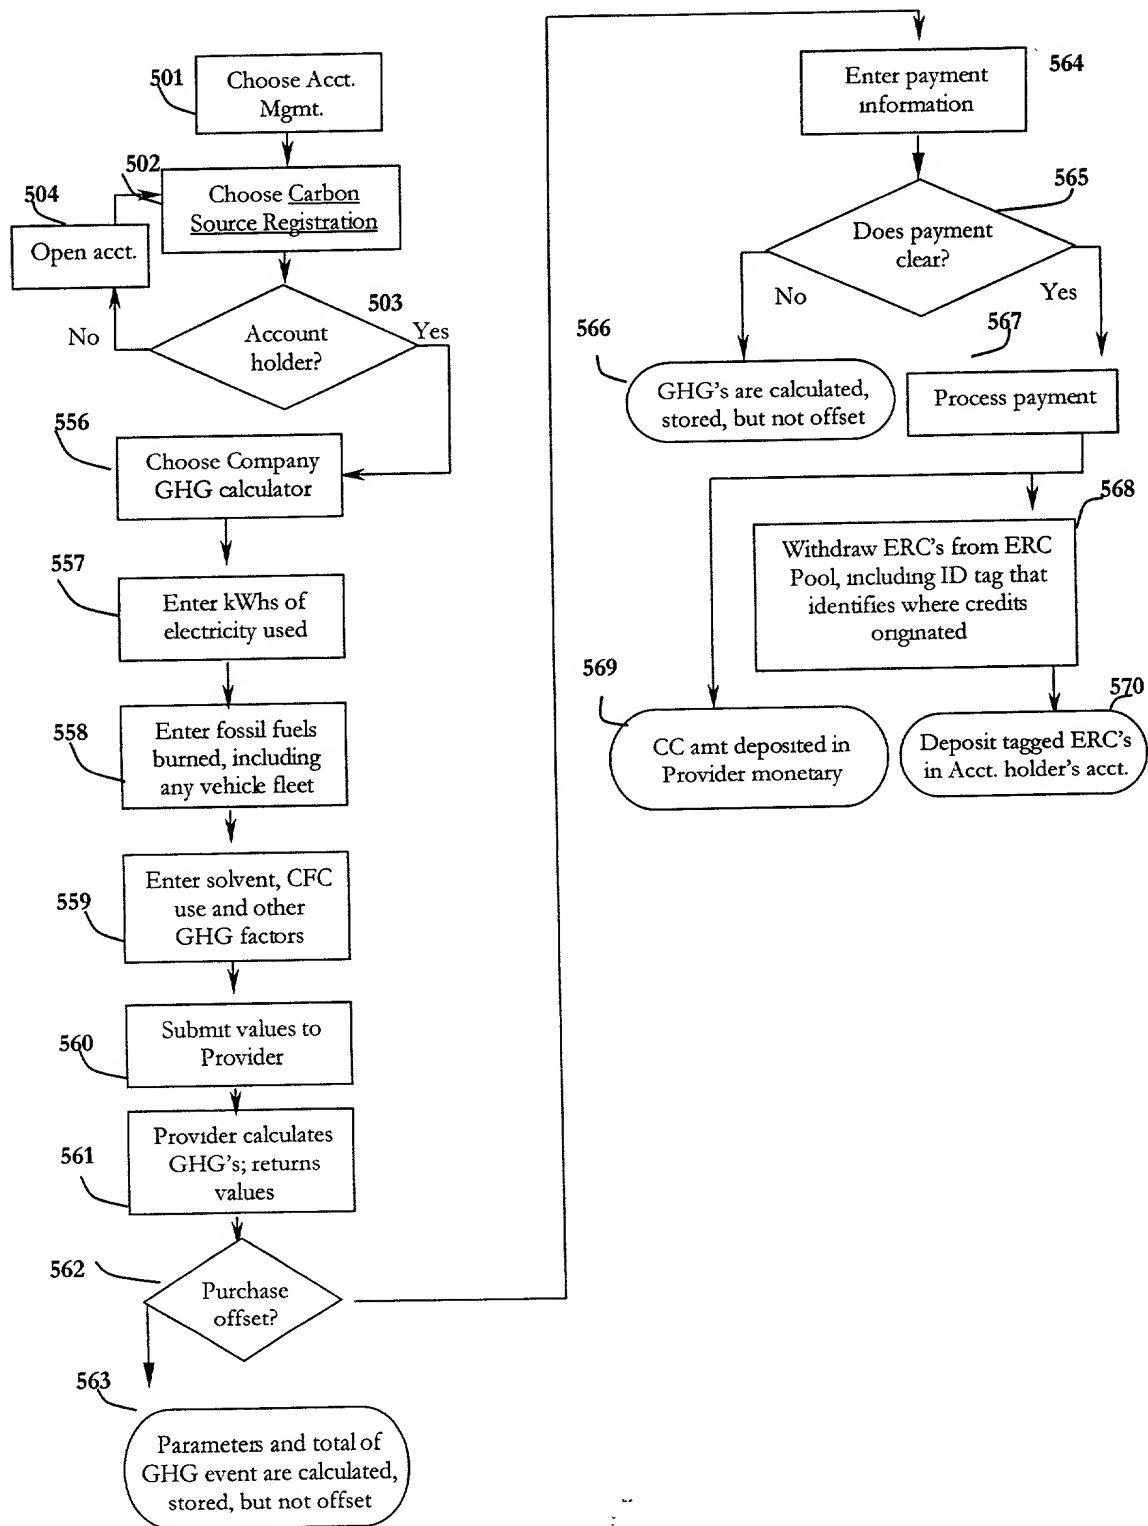 501
Choose Acct.
Mgmt.
502
Choose Carbon
Source Registration
504
Open acct.
503
Account
holder?
No
Yes
556
Choose Company
GHG calculator
557
Enter kWhs of
electricity used
558
Enter fossil fuels
burned, including
any vehicle fleet
559
Enter solvent, CFC
use and other
GHG factors
560
Submit values to
Provider
561
Provider calculates
GHG's; returns
values
562
Purchase
offset?
563
Parameters and total of
GHG event are calculated,
stored, but not offset
564
Enter payment
information
565
Does payment
clear?
No
Yes
566
GHG's are calculated,
stored, but not offset
567
Process payment
568
Withdraw ERC's from ERC
Pool, including ID tag that
identifies where credits
originated
569
CC amt deposited in
Provider monetary
570
Deposit tagged ERC's
in Acct. holder's acct.